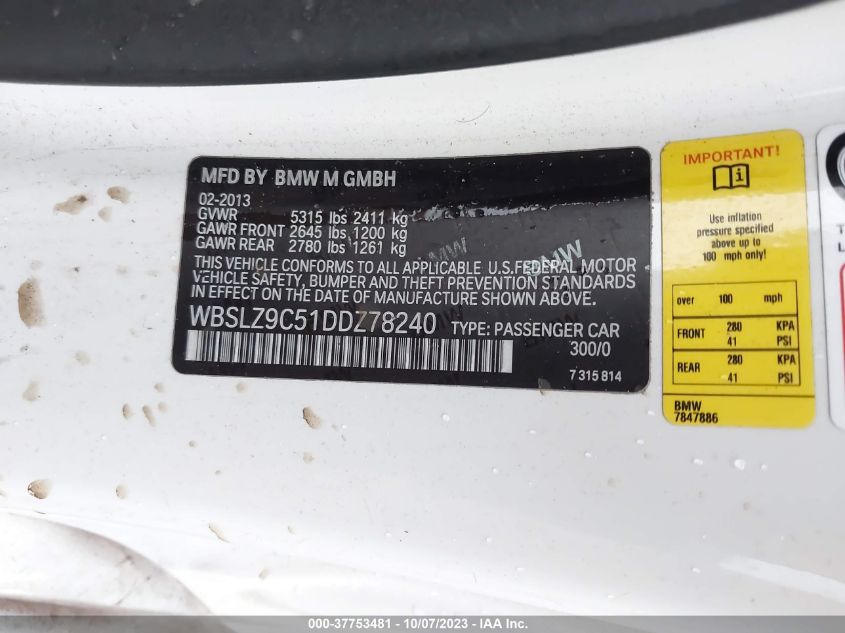 MFD BY BMW M GMBH
02-2013
GVWR 5315 lbs 2411 kg
GAWR FRONT 2645 lbs 1200 kg
GAWR REAR 2780 lbs 1261 kg
THIS VEHICLE CONFORMS TO ALL APPLICABLE U.S.FEDERAL MOTOR
VEHICLE SAFETY, BUMPER AND THEFT PREVENTION STANDARDS
IN EFFECT ON THE DATE OF MANUFACTURE SHOWN ABOVE.
WBSLZ9C51DDZ78240 TYPE: PASSENGER CAR
300/0
7 315 814
BMW
BMW
IMPORTANT!
Use inflation
pressure specified
above up to
100 mph only!
over 100 mph
FRONT 280 KPA
41 PSI
REAR 280 KPA
41 PSI
BMW
7847886
000-37753481 - 10/07/2023 - IAA Inc.